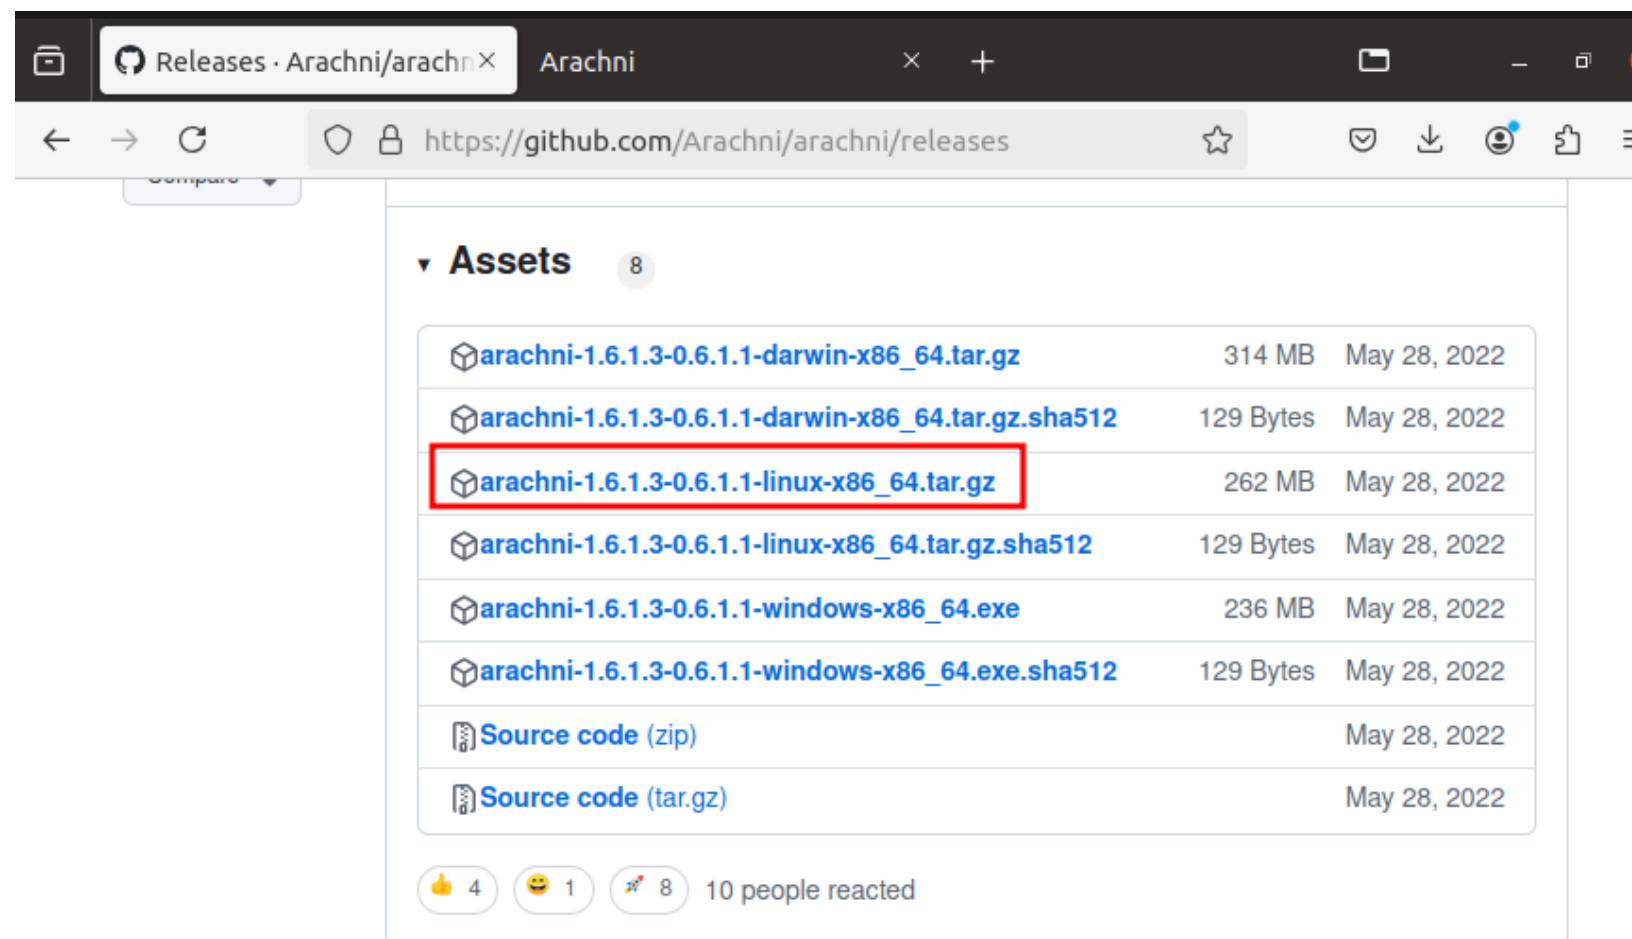 Releases · Arachni/arachn
Arachni
https://github.com/Arachni/arachni/releases
Compare
Assets 8
arachni-1.6.1.3-0.6.1.1-darwin-x86_64.tar.gz 314 MB May 28, 2022
arachni-1.6.1.3-0.6.1.1-darwin-x86_64.tar.gz.sha512 129 Bytes May 28, 2022
arachni-1.6.1.3-0.6.1.1-linux-x86_64.tar.gz 262 MB May 28, 2022
arachni-1.6.1.3-0.6.1.1-linux-x86_64.tar.gz.sha512 129 Bytes May 28, 2022
arachni-1.6.1.3-0.6.1.1-windows-x86_64.exe 236 MB May 28, 2022
arachni-1.6.1.3-0.6.1.1-windows-x86_64.exe.sha512 129 Bytes May 28, 2022
Source code (zip) May 28, 2022
Source code (tar.gz) May 28, 2022
👍 4 😄 1 🚀 8 10 people reacted